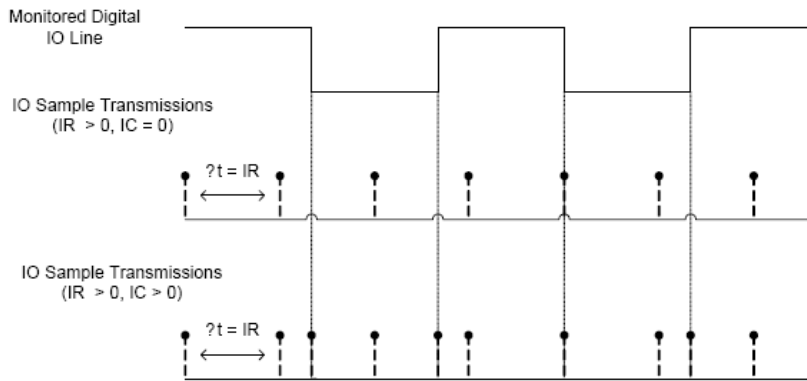 Monitored Digital
IO Line
IO Sample Transmissions
(IR > 0, IC = 0)
?t = IR
IO Sample Transmissions
(IR > 0, IC > 0)
?t = IR